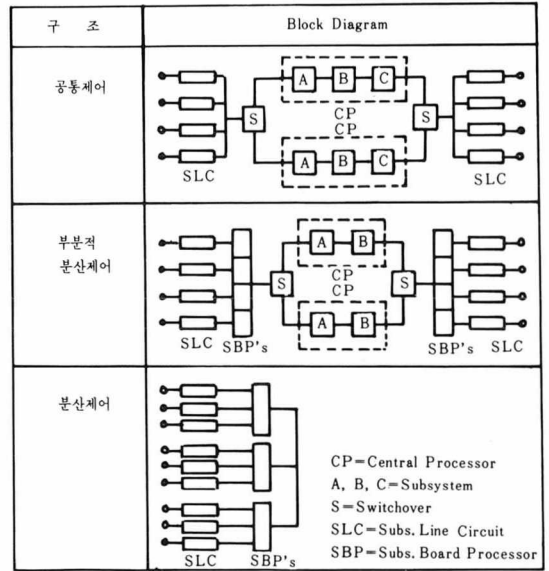 구 조
Block Diagram
공통제어
A B C
CP
S S
CP
A B C
SLC SLC
부분적
분산제어
A B
CP
S S
CP
A B
SLC SBP's SBP's SLC
분산제어
CP=Central Processor
A, B, C=Subsystem
S=Switchover
SLC=Subs. Line Circuit
SBP=Subs. Board Processor
SLC SBP's